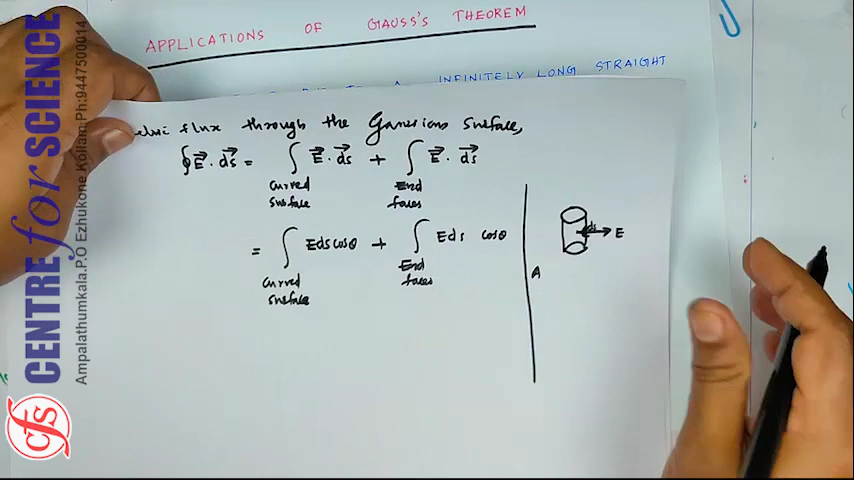 APPLICATIONS OF GAUSS'S THEOREM
INFINITELY LONG STRAIGHT
flux through the Gaussian Surface,
∮E⃗. ds⃗ = ∫ E⃗. ds⃗ + ∫ E⃗. ds⃗
Curved End
Surface faces
= ∫ Eds cosθ + ∫ Eds cosθ
Curved End
Surface faces
ds E
A
CENTRE for SCIENCE
Ampalathumkala.P.O Ezhukone Kollam Ph:9447500014
cfs